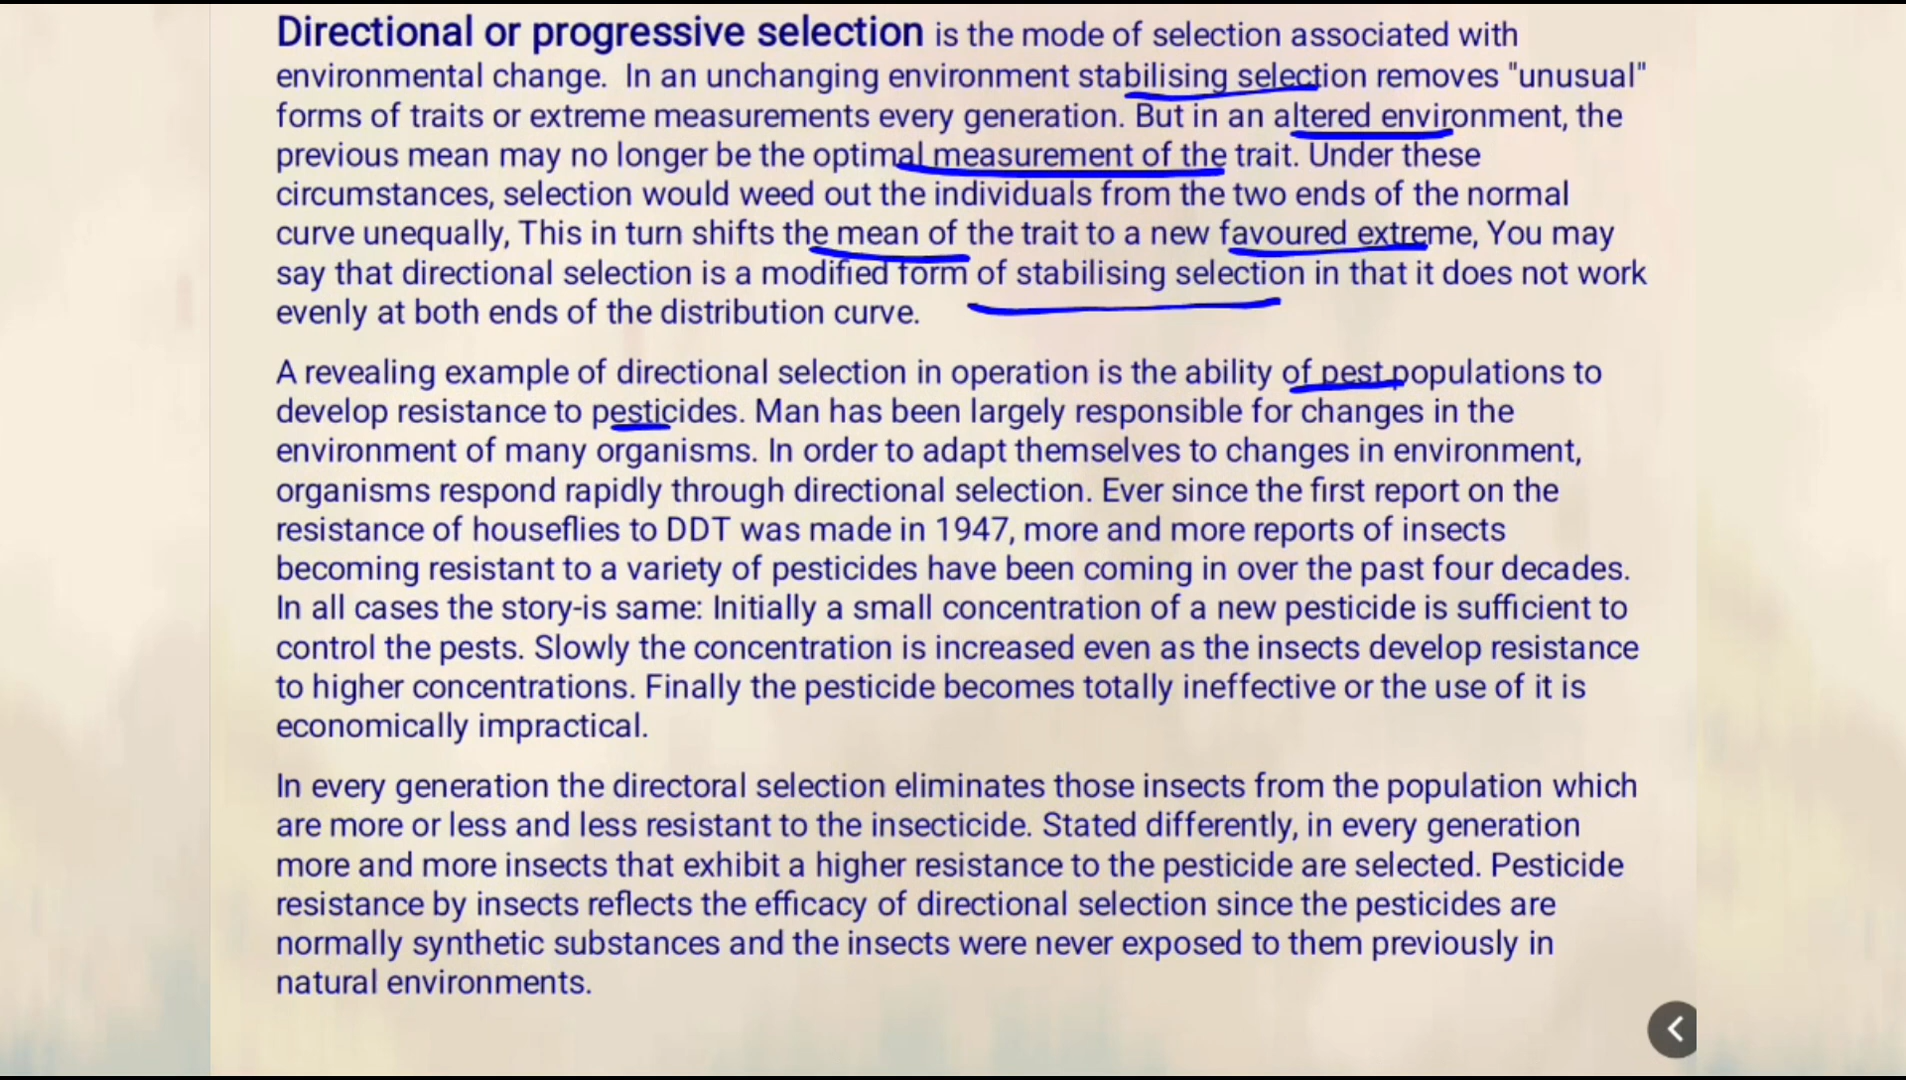 Directional or progressive selection is the mode of selection associated with
environmental change.  In an unchanging environment stabilising selection removes "unusual"
forms of traits or extreme measurements every generation. But in an altered environment, the
previous mean may no longer be the optimal measurement of the trait. Under these
circumstances, selection would weed out the individuals from the two ends of the normal
curve unequally, This in turn shifts the mean of the trait to a new favoured extreme, You may
say that directional selection is a modified form of stabilising selection in that it does not work
evenly at both ends of the distribution curve.
A revealing example of directional selection in operation is the ability of pest populations to
develop resistance to pesticides. Man has been largely responsible for changes in the
environment of many organisms. In order to adapt themselves to changes in environment,
organisms respond rapidly through directional selection. Ever since the first report on the
resistance of houseflies to DDT was made in 1947, more and more reports of insects
becoming resistant to a variety of pesticides have been coming in over the past four decades.
In all cases the story-is same: Initially a small concentration of a new pesticide is sufficient to
control the pests. Slowly the concentration is increased even as the insects develop resistance
to higher concentrations. Finally the pesticide becomes totally ineffective or the use of it is
economically impractical.
In every generation the directoral selection eliminates those insects from the population which
are more or less and less resistant to the insecticide. Stated differently, in every generation
more and more insects that exhibit a higher resistance to the pesticide are selected. Pesticide
resistance by insects reflects the efficacy of directional selection since the pesticides are
normally synthetic substances and the insects were never exposed to them previously in
natural environments.